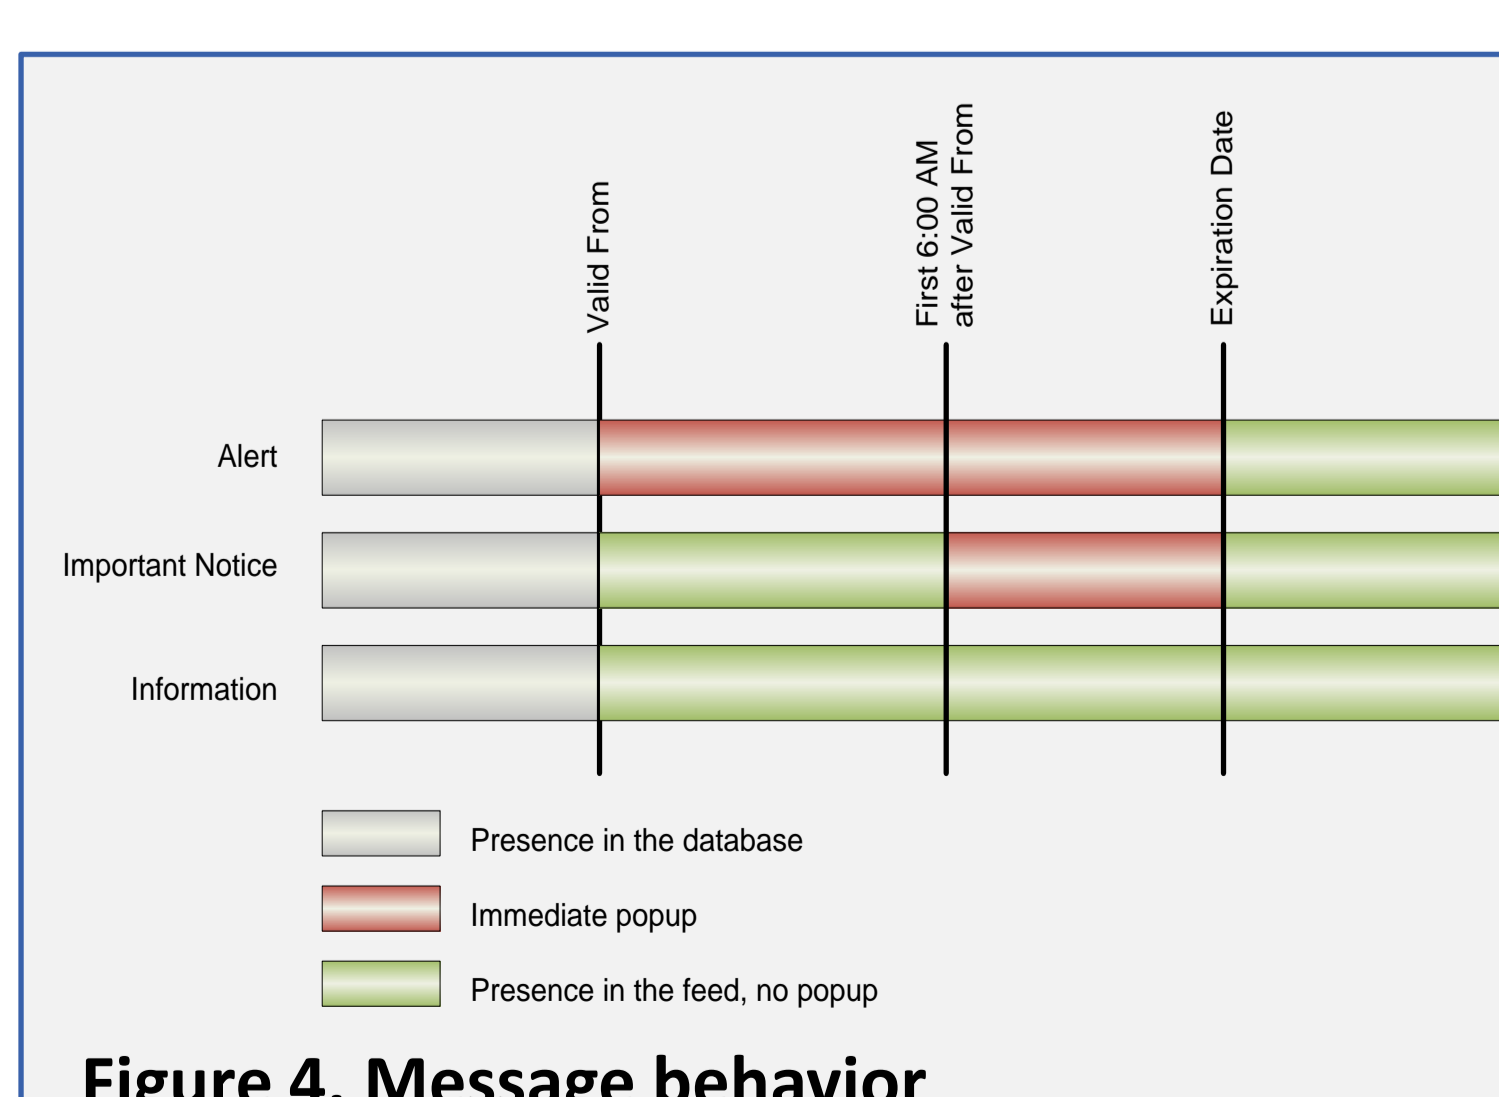 Valid From
First 6:00 AM
after Valid From
Expiration Date
Alert
Important Notice
Information
Presence in the database
Immediate popup
Presence in the feed, no popup
Figure 4. Message behavior